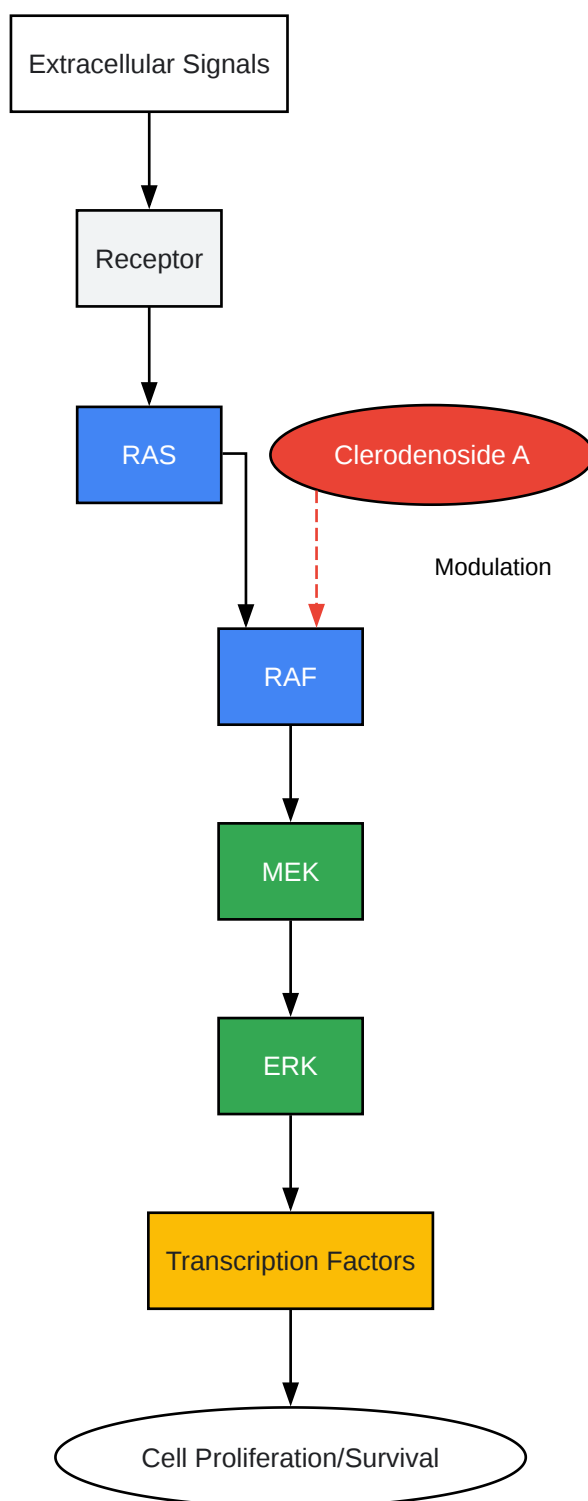 Extracellular Signals
Receptor
RAS
Clerodenoside A
Modulation
RAF
MEK
ERK
Transcription Factors
Cell Proliferation/Survival